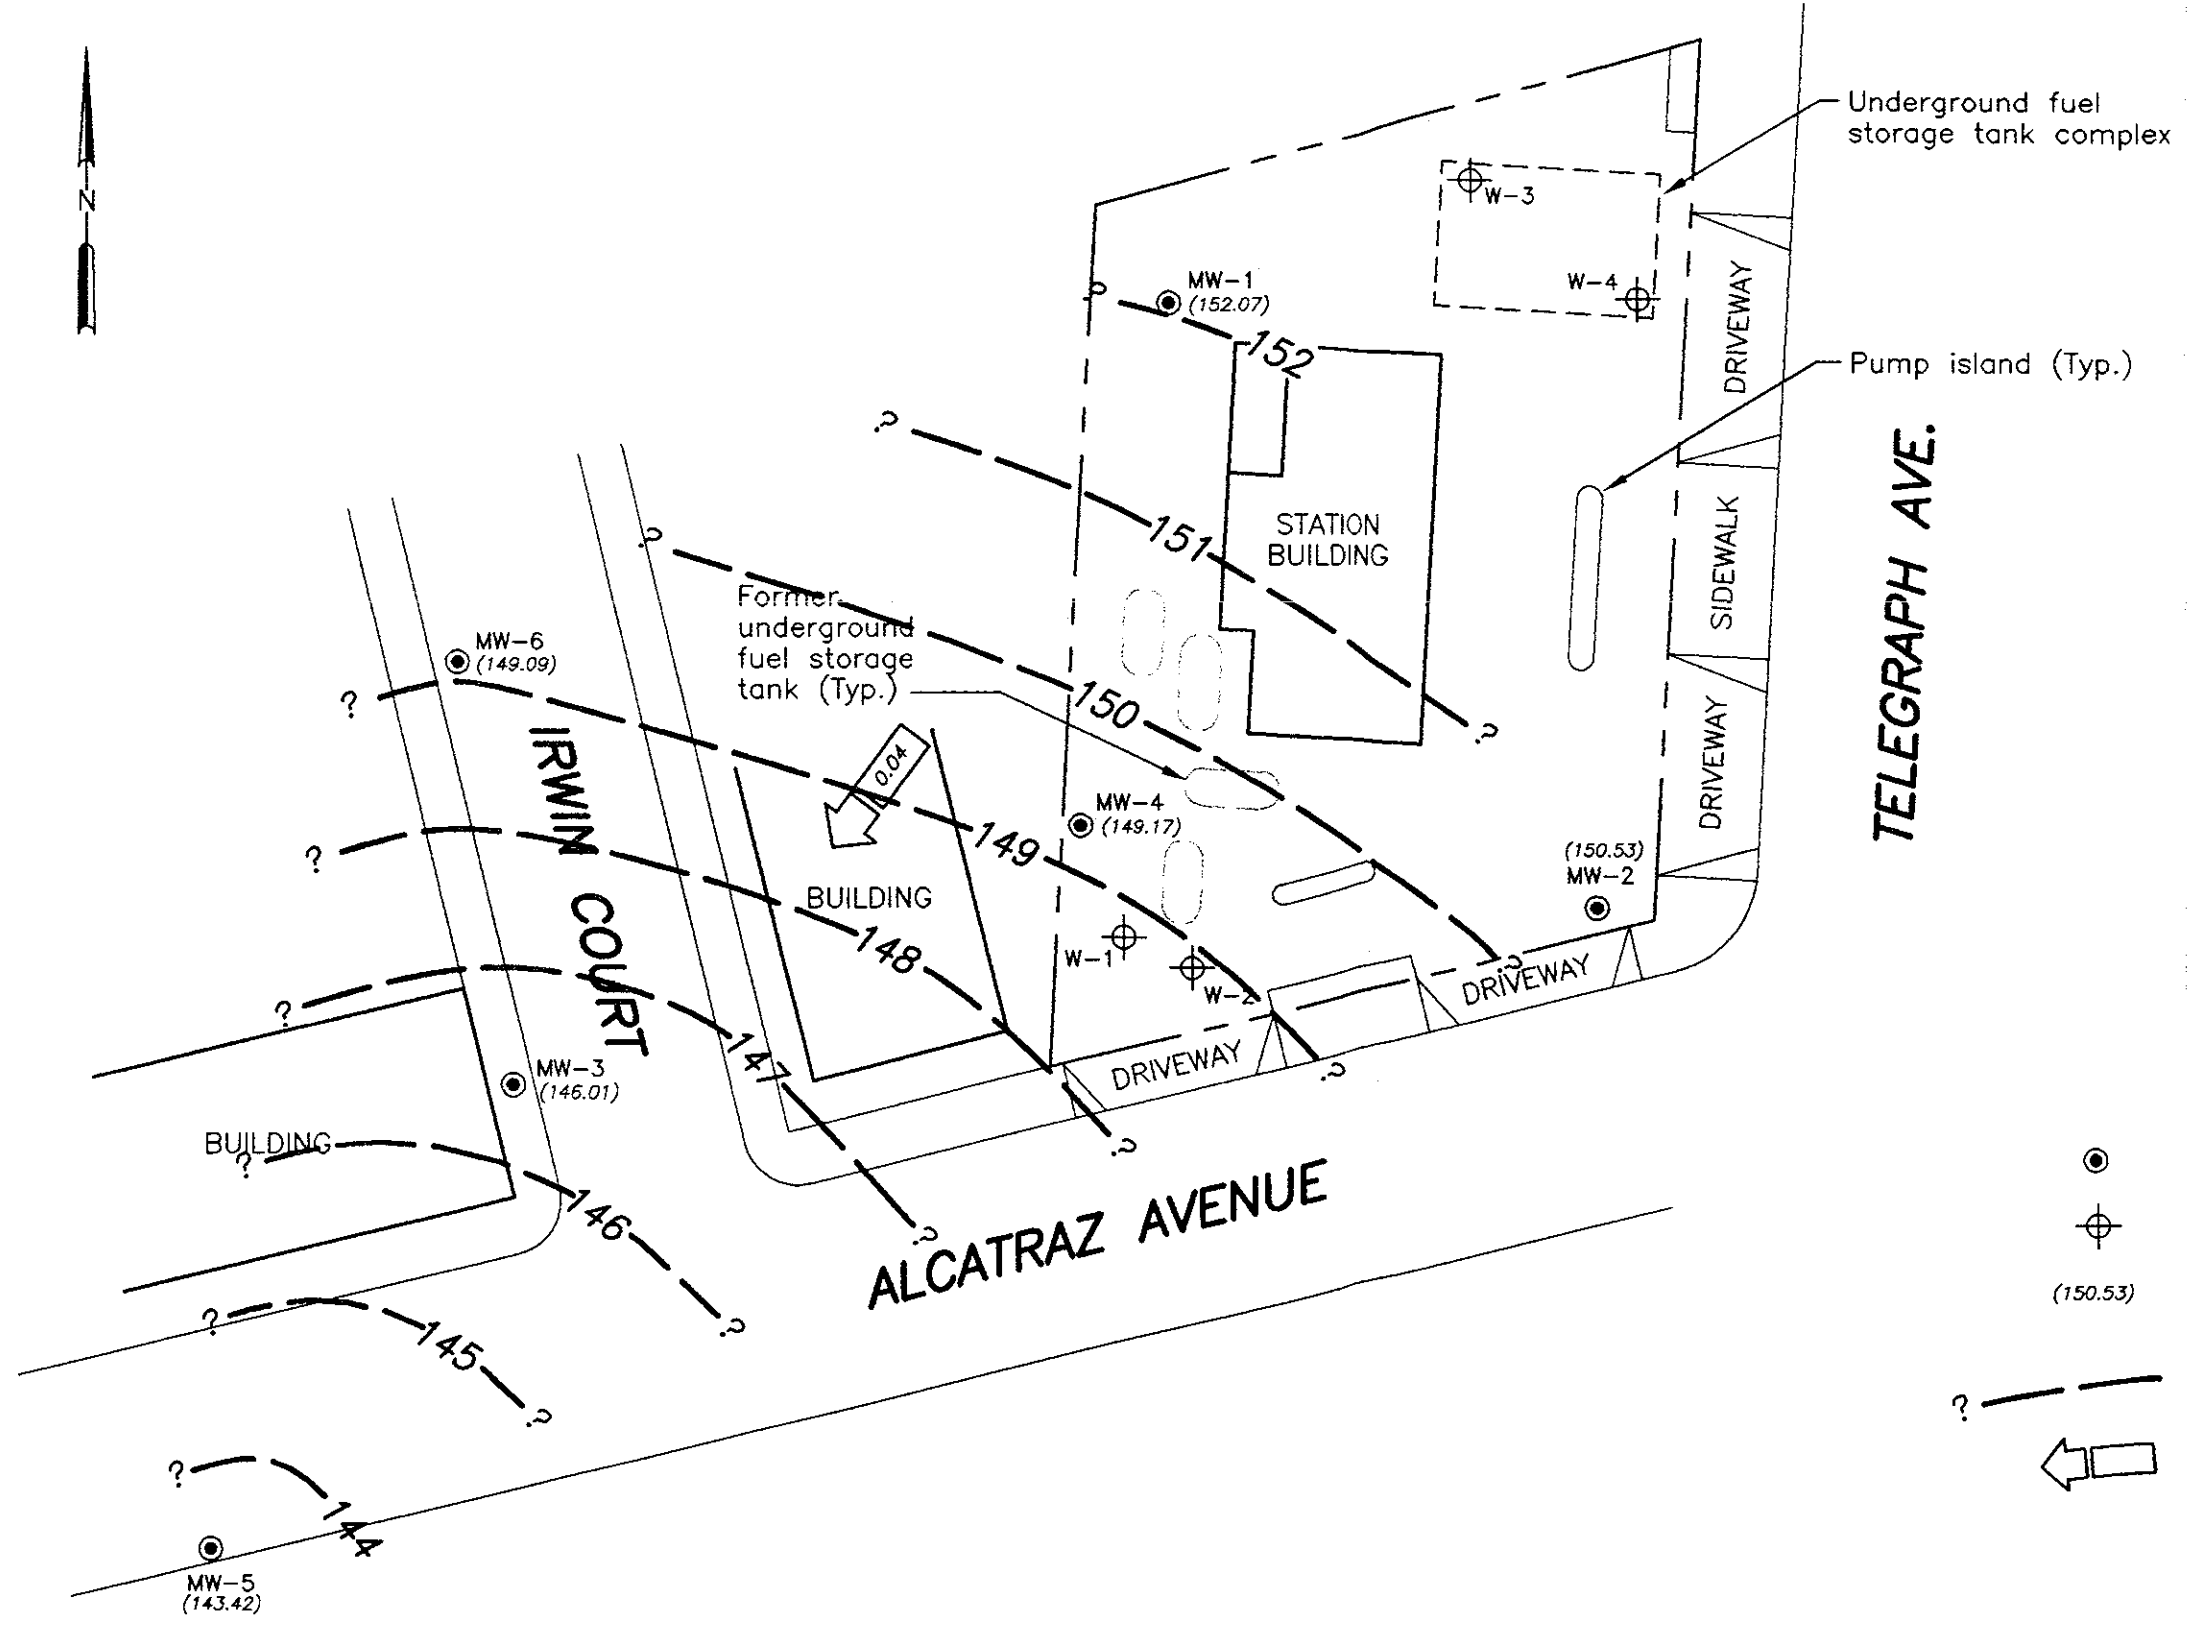 N
Underground fuel
storage tank complex
W-3
W-4
MW-1
(152.07)
152
DRIVEWAY
Pump island (Typ.)
?
?
TELEGRAPH AVE.
151
STATION
BUILDING
SIDEWALK
?
Former
underground
fuel storage
tank (Typ.)
MW-6
(149.09)
?
150
?
DRIVEWAY
0.04
IRWIN COURT
MW-4
(149.17)
149
(150.53)
MW-2
?
BUILDING
148
W-1
W-2
?
DRIVEWAY
?
147
DRIVEWAY
?
MW-3
(146.01)
BUILDING
?
?
146
ALCATRAZ AVENUE
?
(150.53)
?
145
?
?
?
?
144
MW-5
(143.42)